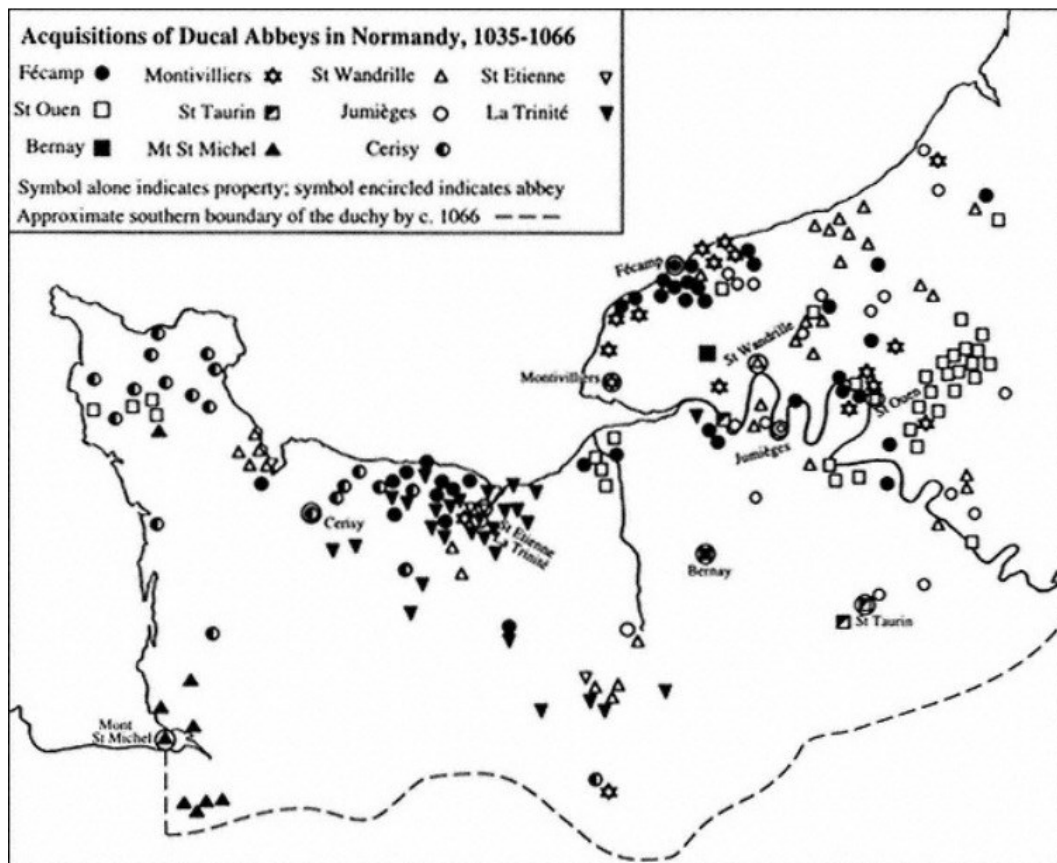 Acquisitions of Ducal Abbeys in Normandy, 1035-1066
Fécamp Montivilliers St Wandrille St Etienne
St Ouen St Taurin Jumièges La Trinité
Bernay Mt St Michel Cerisy
Symbol alone indicates property; symbol encircled indicates abbey
Approximate southern boundary of the duchy by c. 1066
Fécamp
St Wandrille
Montivilliers
St Ouen
Jumièges
Cerisy
St Etienne
La Trinité
Bernay
St Taurin
Mont
St Michel